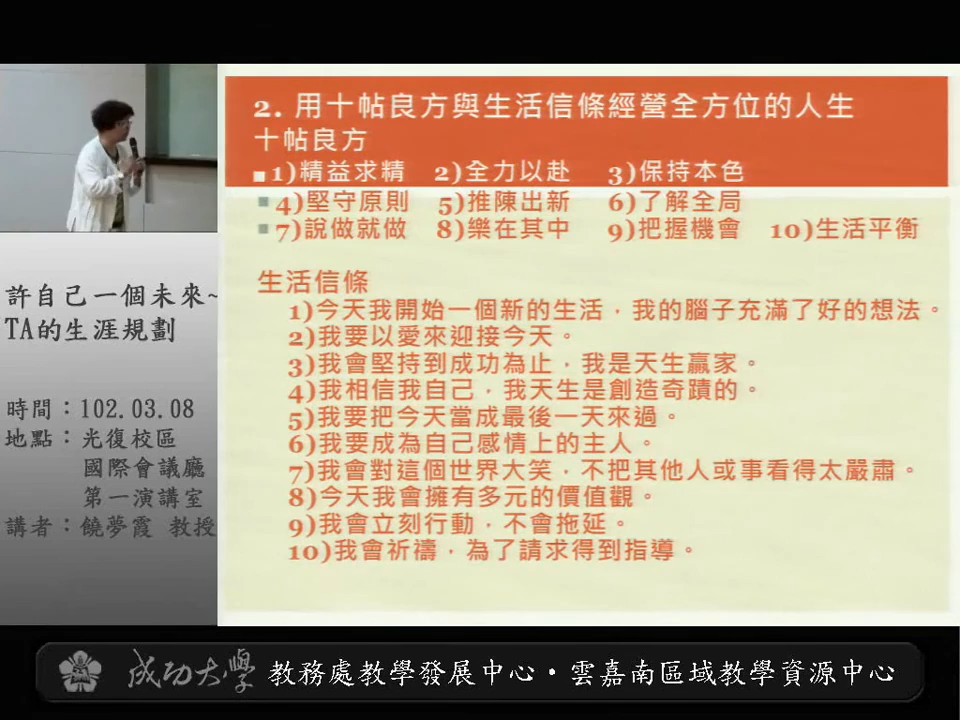 2. 用十帖良方與生活信條經營全方位的人生
十帖良方
1)精益求精 2)全力以赴 3)保持本色
4)堅守原則 5)推陳出新 6)了解全局
7)說做就做 8)樂在其中 9)把握機會 10)生活平衡
生活信條
1)今天我開始一個新的生活，我的腦子充滿了好的想法。
2)我要以愛來迎接今天。
3)我會堅持到成功為止，我是天生贏家。
4)我相信我自己，我天生是創造奇蹟的。
5)我要把今天當成最後一天來過。
6)我要成為自己感情上的主人。
7)我會對這個世界大笑，不把其他人或事看得太嚴肅。
8)今天我會擁有多元的價值觀。
9)我會立刻行動，不會拖延。
10)我會祈禱，為了請求得到指導。
許自己一個未來~
TA的生涯規劃
時間：102.03.08
地點：光復校區
國際會議廳
第一演講室
講者：饒夢霞 教授
成功大學 教務處教學發展中心・雲嘉南區域教學資源中心